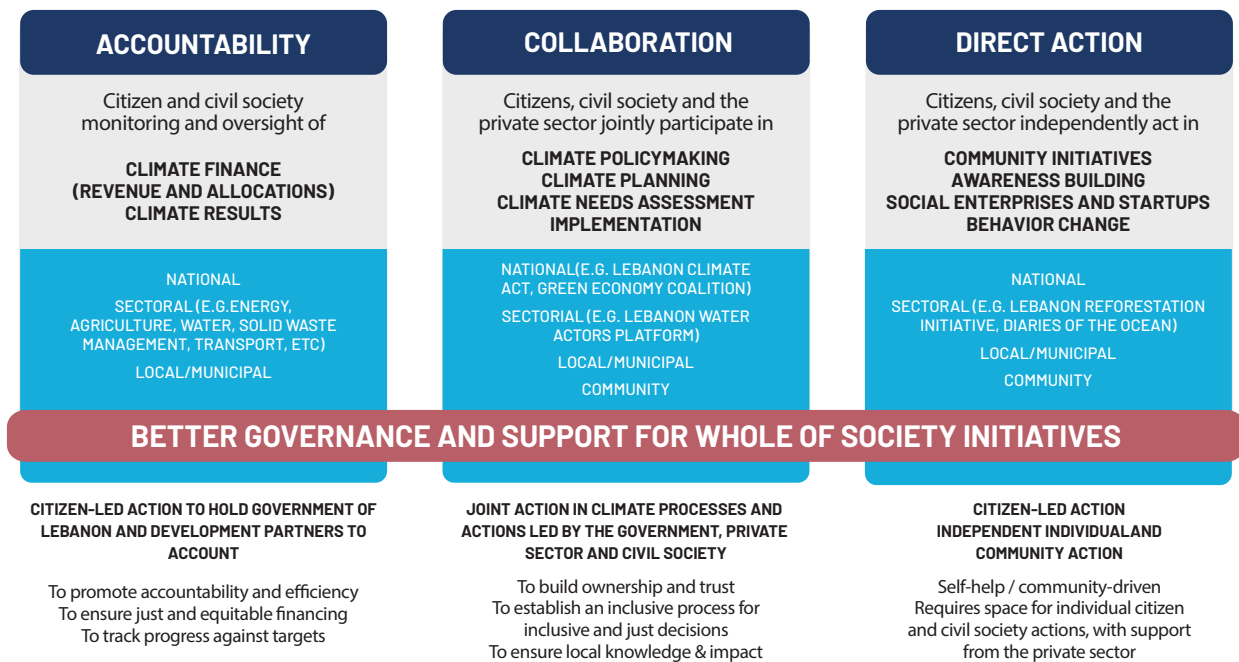 ACCOUNTABILITY
Citizen and civil society
monitoring and oversight of
CLIMATE FINANCE
(REVENUE AND ALLOCATIONS)
CLIMATE RESULTS
NATIONAL
SECTORAL (E.G.ENERGY,
AGRICULTURE, WATER, SOLID WASTE
MANAGEMENT, TRANSPORT, ETC)
LOCAL/MUNICIPAL
COLLABORATION
Citizens, civil society and the
private sector jointly participate in
CLIMATE POLICYMAKING
CLIMATE PLANNING
CLIMATE NEEDS ASSESSMENT
IMPLEMENTATION
NATIONAL(E.G. LEBANON CLIMATE
ACT, GREEN ECONOMY COALITION)
SECTORIAL (E.G. LEBANON WATER
ACTORS PLATFORM)
LOCAL/MUNICIPAL
COMMUNITY
DIRECT ACTION
Citizens, civil society and the
private sector independently act in
COMMUNITY INITIATIVES
AWARENESS BUILDING
SOCIAL ENTERPRISES AND STARTUPS
BEHAVIOR CHANGE
NATIONAL
SECTORAL (E.G. LEBANON REFORESTATION
INITIATIVE, DIARIES OF THE OCEAN)
LOCAL/MUNICIPAL
COMMUNITY
BETTER GOVERNANCE AND SUPPORT FOR WHOLE OF SOCIETY INITIATIVES
CITIZEN-LED ACTION TO HOLD GOVERNMENT OF
LEBANON AND DEVELOPMENT PARTNERS TO
ACCOUNT
To promote accountability and efficiency
To ensure just and equitable financing
To track progress against targets
JOINT ACTION IN CLIMATE PROCESSES AND
ACTIONS LED BY THE GOVERNMENT, PRIVATE
SECTOR AND CIVIL SOCIETY
To build ownership and trust
To establish an inclusive process for
inclusive and just decisions
To ensure local knowledge & impact
CITIZEN-LED ACTION
INDEPENDENT INDIVIDUALAND
COMMUNITY ACTION
Self-help / community-driven
Requires space for individual citizen
and civil society actions, with support
from the private sector